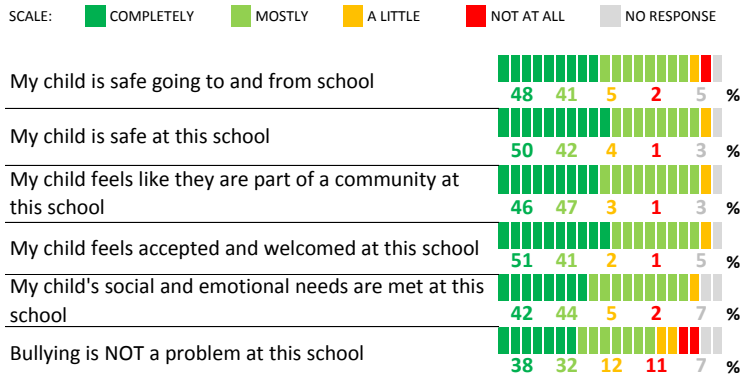 SCALE: COMPLETELY MOSTLY A LITTLE NOT AT ALL NO RESPONSE
My child is safe going to and from school
48 41 5 2 5 %
My child is safe at this school
50 42 4 1 3 %
My child feels like they are part of a community at
this school
46 47 3 1 3 %
My child feels accepted and welcomed at this school
51 41 2 1 5 %
My child's social and emotional needs are met at this
school
42 44 5 2 7 %
Bullying is NOT a problem at this school
38 32 12 11 7 %